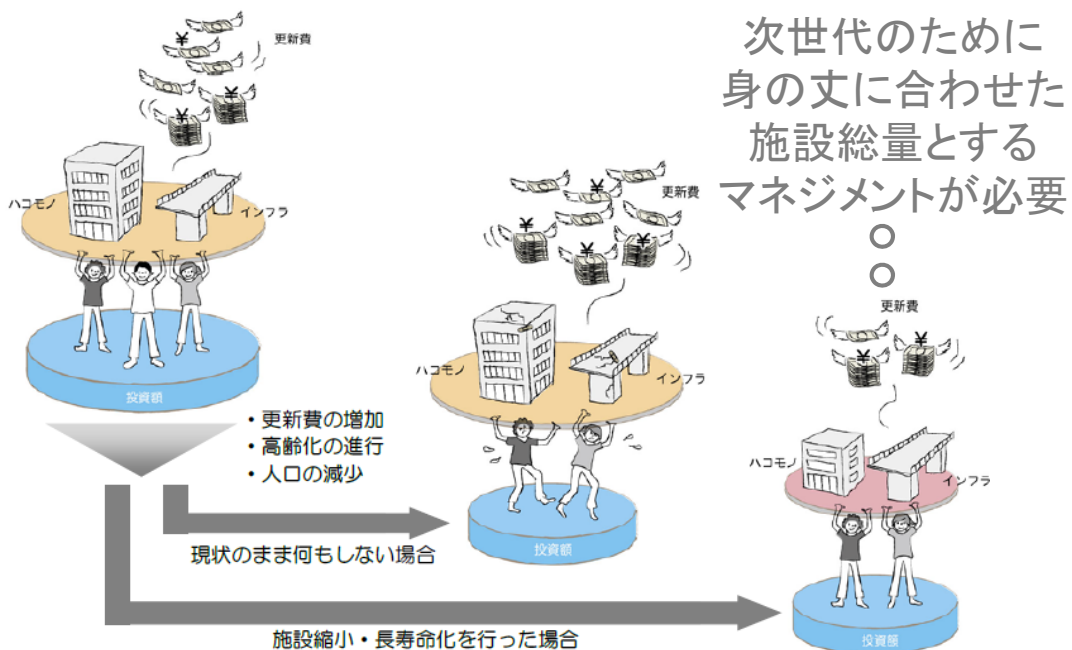 次世代のために
身の丈に合わせた
施設総量とする
マネジメントが必要
更新費
¥
¥
¥
ハコモノ
インフラ
投資額
・更新費の増加
・高齢化の進行
・人口の減少
更新費
¥
¥
¥
¥
ハコモノ
インフラ
投資額
現状のまま何もしない場合
更新費
¥
¥
ハコモノ
インフラ
投資額
施設縮小・長寿命化を行った場合